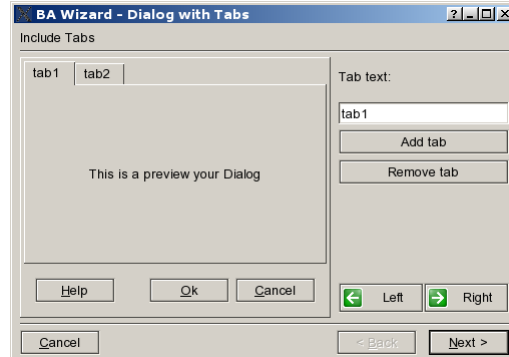 BA Wizard - Dialog with Tabs
Include Tabs
tab1 tab2
This is a preview your Dialog
Help Ok Cancel
Tab text:
tab1
Add tab
Remove tab
Left Right
Cancel < Back Next >